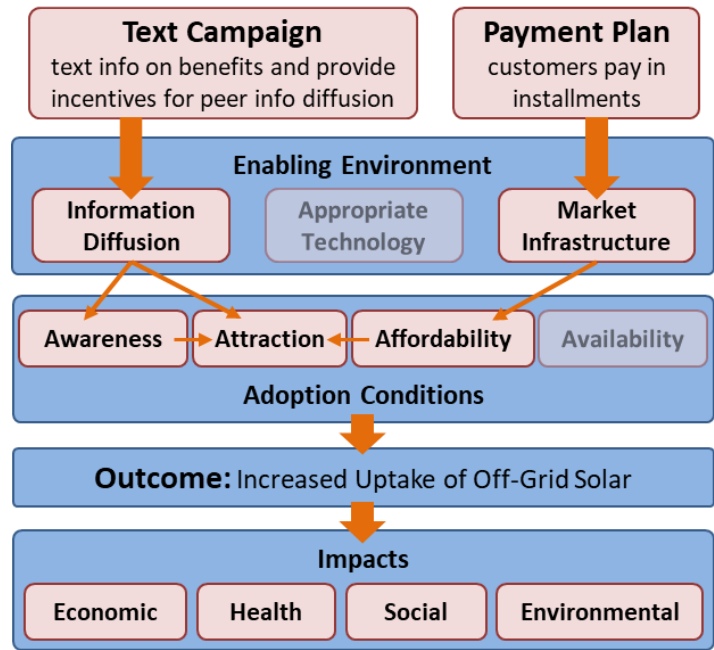 Text Campaign
text info on benefits and provide
incentives for peer info diffusion
Payment Plan
customers pay in
installments
Enabling Environment
Information
Diffusion
Appropriate
Technology
Market
Infrastructure
Awareness
Attraction
Affordability
Availability
Adoption Conditions
Outcome: Increased Uptake of Off-Grid Solar
Impacts
Economic
Health
Social
Environmental